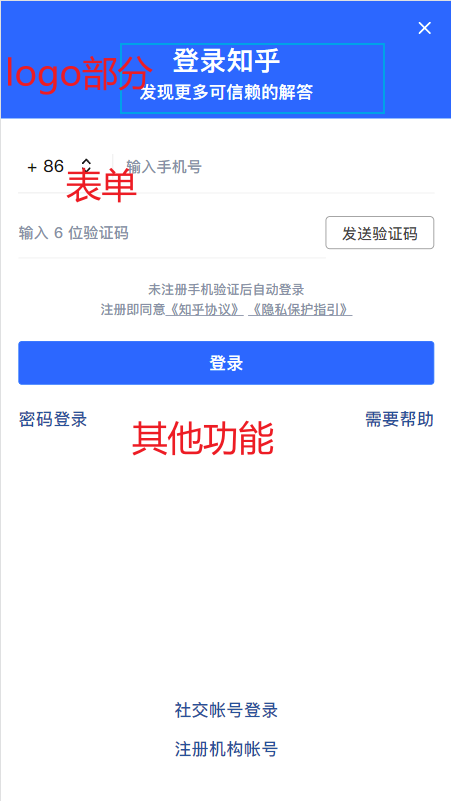 登录知乎
logo部分
发现更多可信赖的解答
+ 86
输入手机号
表单
输入 6 位验证码
发送验证码
未注册手机验证后自动登录
注册即同意《知乎协议》《隐私保护指引》
登录
密码登录
需要帮助
其他功能
社交帐号登录
注册机构帐号